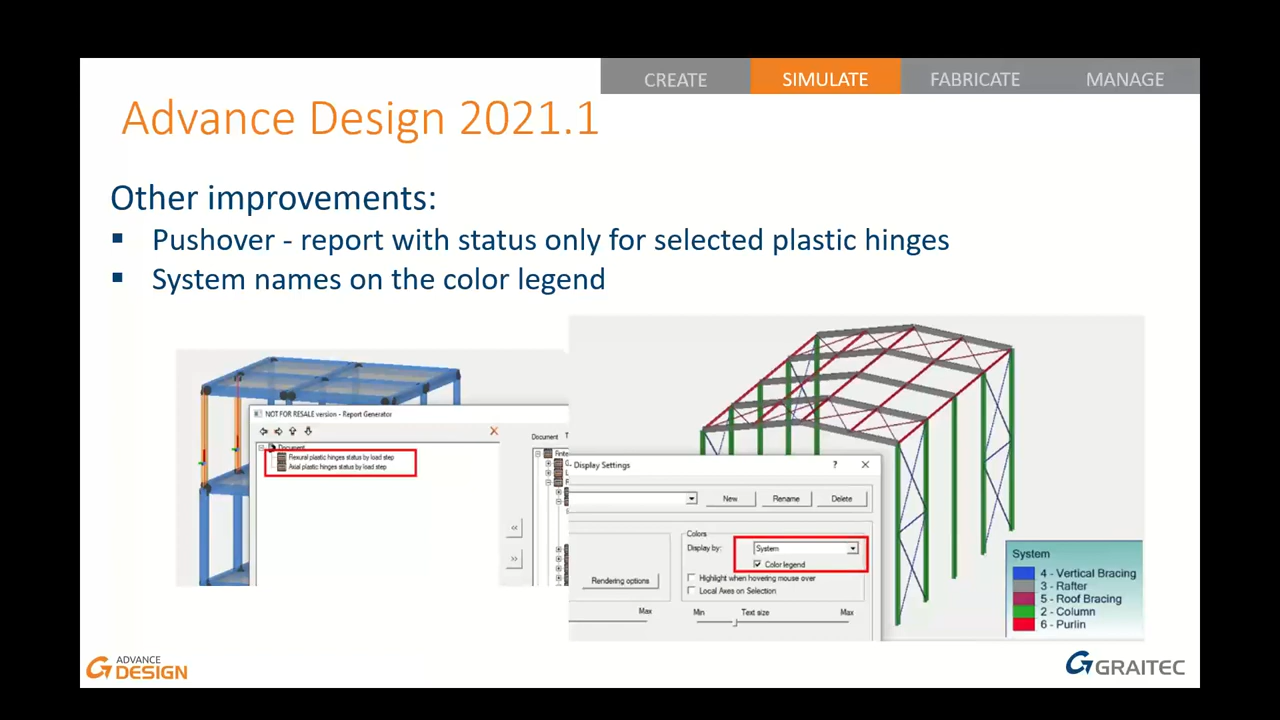 CREATE
SIMULATE
FABRICATE
MANAGE
Advance Design 2021.1
Other improvements:
▪ Pushover - report with status only for selected plastic hinges
▪ System names on the color legend
NOT FOR RESALE version - Report Generator
Document
Flexural plastic hinges status by load step
Axial plastic hinges status by load step
Document
<<
>>
Display Settings
?
New
Rename
Delete
Colors
Display by:
System
Color legend
Highlight when hovering mouse over
Local Axes on Selection
Rendering options
Max
Min
Text size
Max
System
4 - Vertical Bracing
3 - Rafter
5 - Roof Bracing
2 - Column
6 - Purlin
ADVANCE
DESIGN
GRAITEC